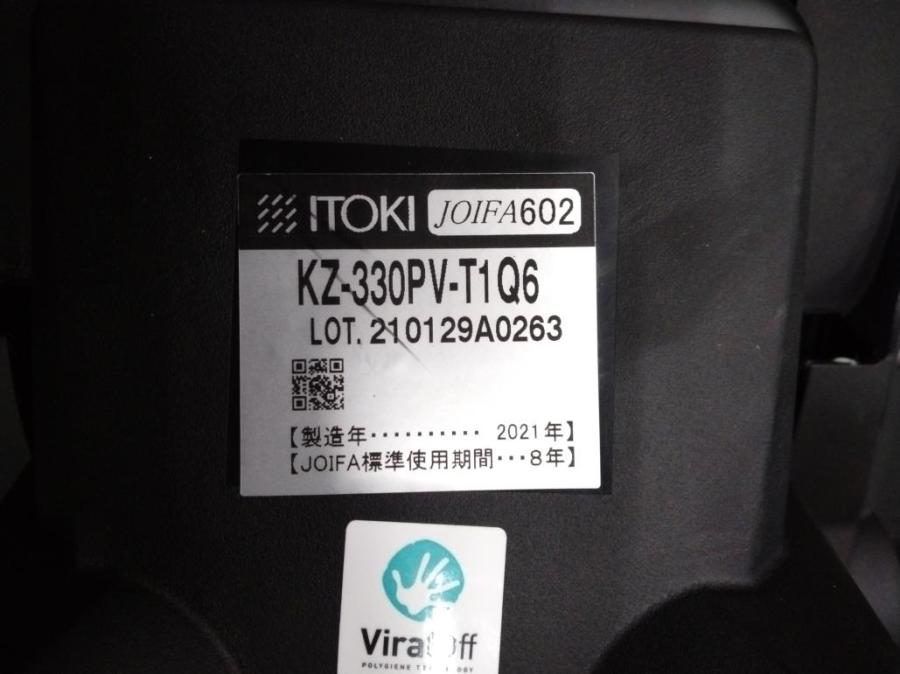 ITOKI JOIFA602
KZ-330PV-T1Q6
LOT. 210129A0263
【製造年・・・・・・・・・・ 2021年】
【JOIFA標準使用期間・・・8年】
POLYGIENE